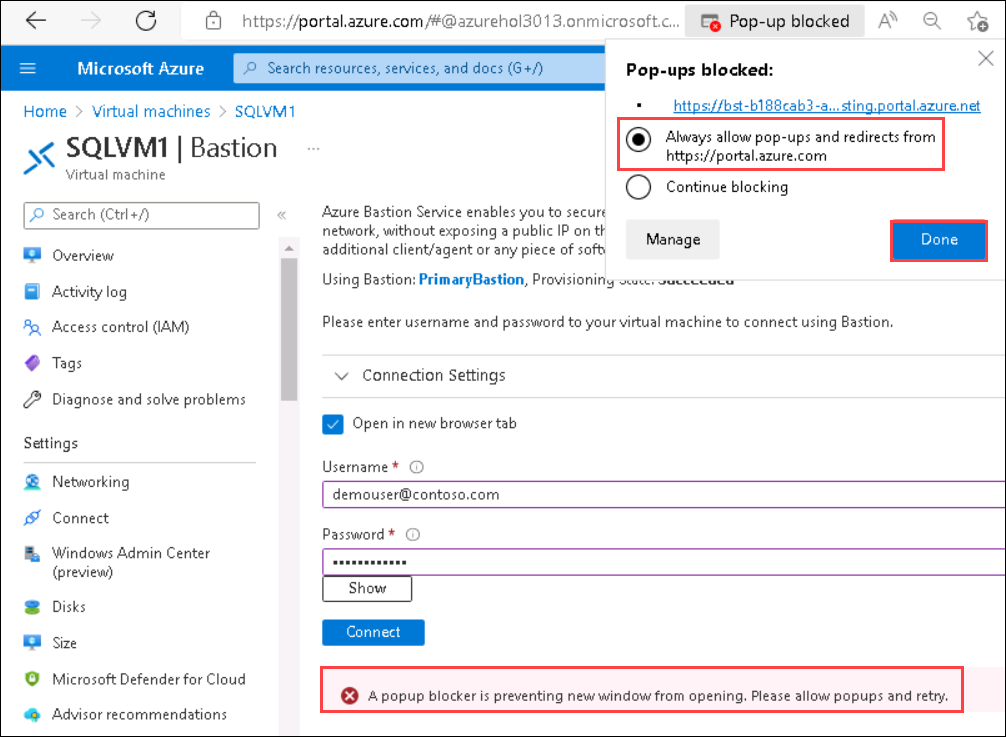 https://portal.azure.com/#@azurehol3013.onmicrosoft.c...
Pop-up blocked
A
Microsoft Azure
Search resources, services, and docs (G+/)
Pop-ups blocked:
https://bst-b188cab3-a...sting.portal.azure.net
Always allow pop-ups and redirects from
https://portal.azure.com
Continue blocking
Manage
Done
Home > Virtual machines > SQLVM1
SQLVM1 | Bastion ...
Virtual machine
Search (Ctrl+/)
«
Overview
Activity log
Access control (IAM)
Tags
Diagnose and solve problems
Settings
Networking
Connect
Windows Admin Center
(preview)
Disks
Size
Microsoft Defender for Cloud
Advisor recommendations
Azure Bastion Service enables you to secure
network, without exposing a public IP on th
additional client/agent or any piece of soft
Using Bastion: PrimaryBastion, Provisioning State: Succeeded
Please enter username and password to your virtual machine to connect using Bastion.
Connection Settings
Open in new browser tab
Username *
demouser@contoso.com
Password *
••••••••••••
Show
Connect
A popup blocker is preventing new window from opening. Please allow popups and retry.